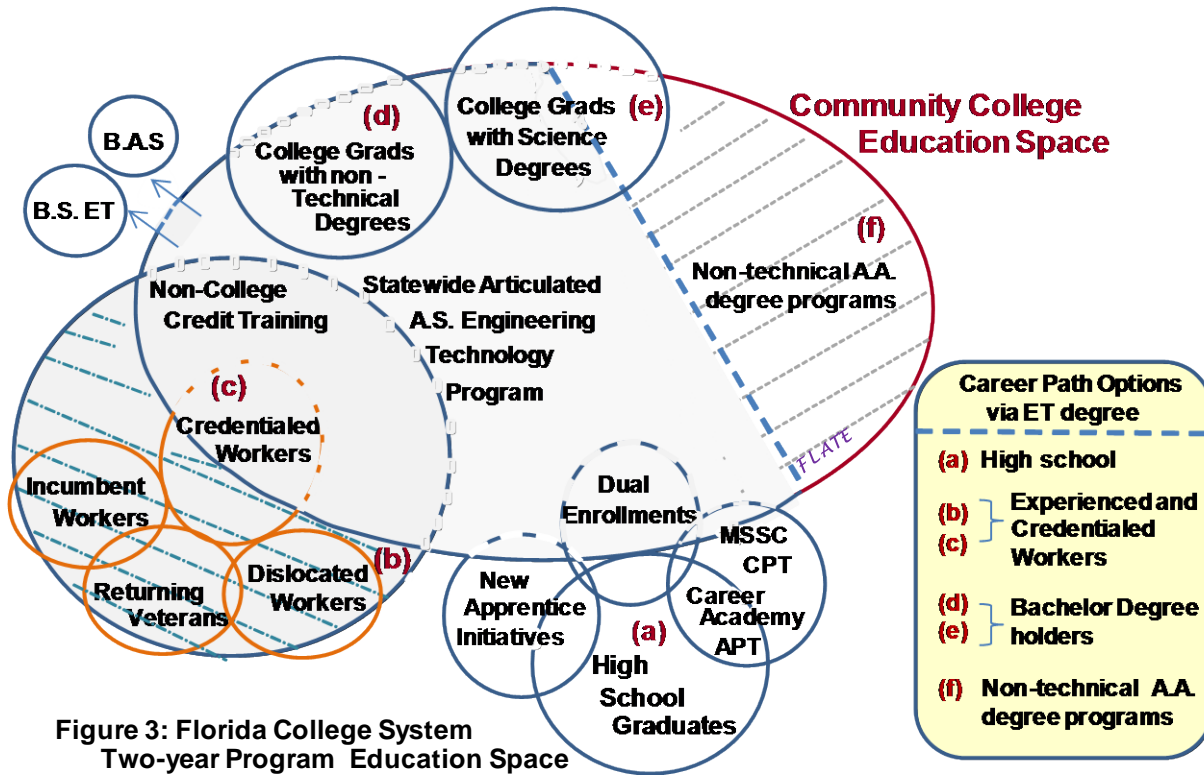 B.A.S
B.S. ET
(d)
College Grads
with non -
Technical
Degrees
College Grads
with Science
Degrees
(e)
Community College
Education Space
(f)
Non-technical A.A.
degree programs
Non-College
Credit Training
Statewide Articulated
A.S. Engineering
Technology
Program
(c)
Credentialed
Workers
Incumbent
Workers
Returning
Veterans
Dislocated
Workers
(b)
Dual
Enrollments
FLATE
MSSC
CPT
Career
Academy
APT
New
Apprentice
Initiatives
(a)
High
School
Graduates
Career Path Options
via ET degree
(a) High school
(b)
(c)
Experienced and
Credentialed
Workers
(d)
(e)
Bachelor Degree
holders
(f) Non-technical A.A.
degree programs
Figure 3: Florida College System
Two-year Program Education Space